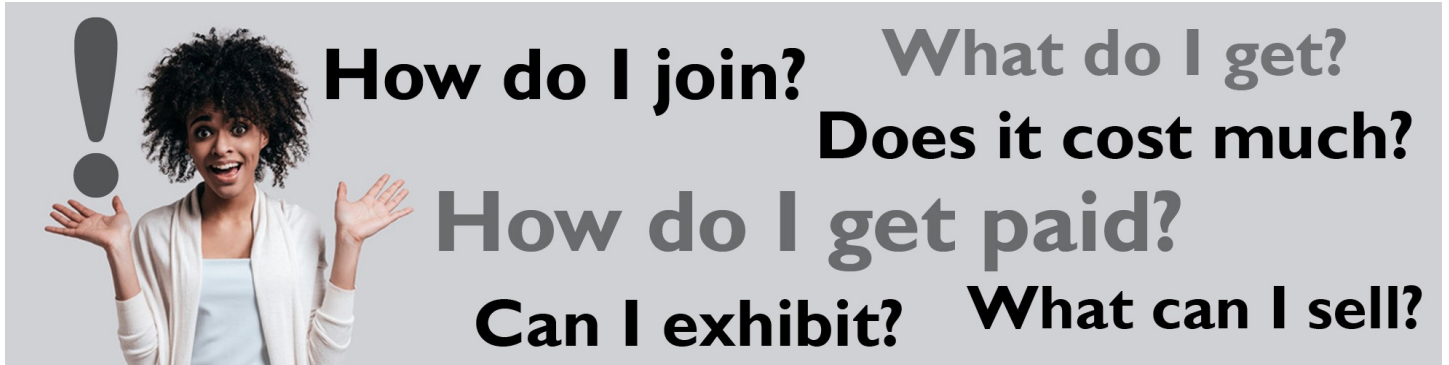 !
How do I join?
What do I get?
Does it cost much?
How do I get paid?
Can I exhibit?
What can I sell?